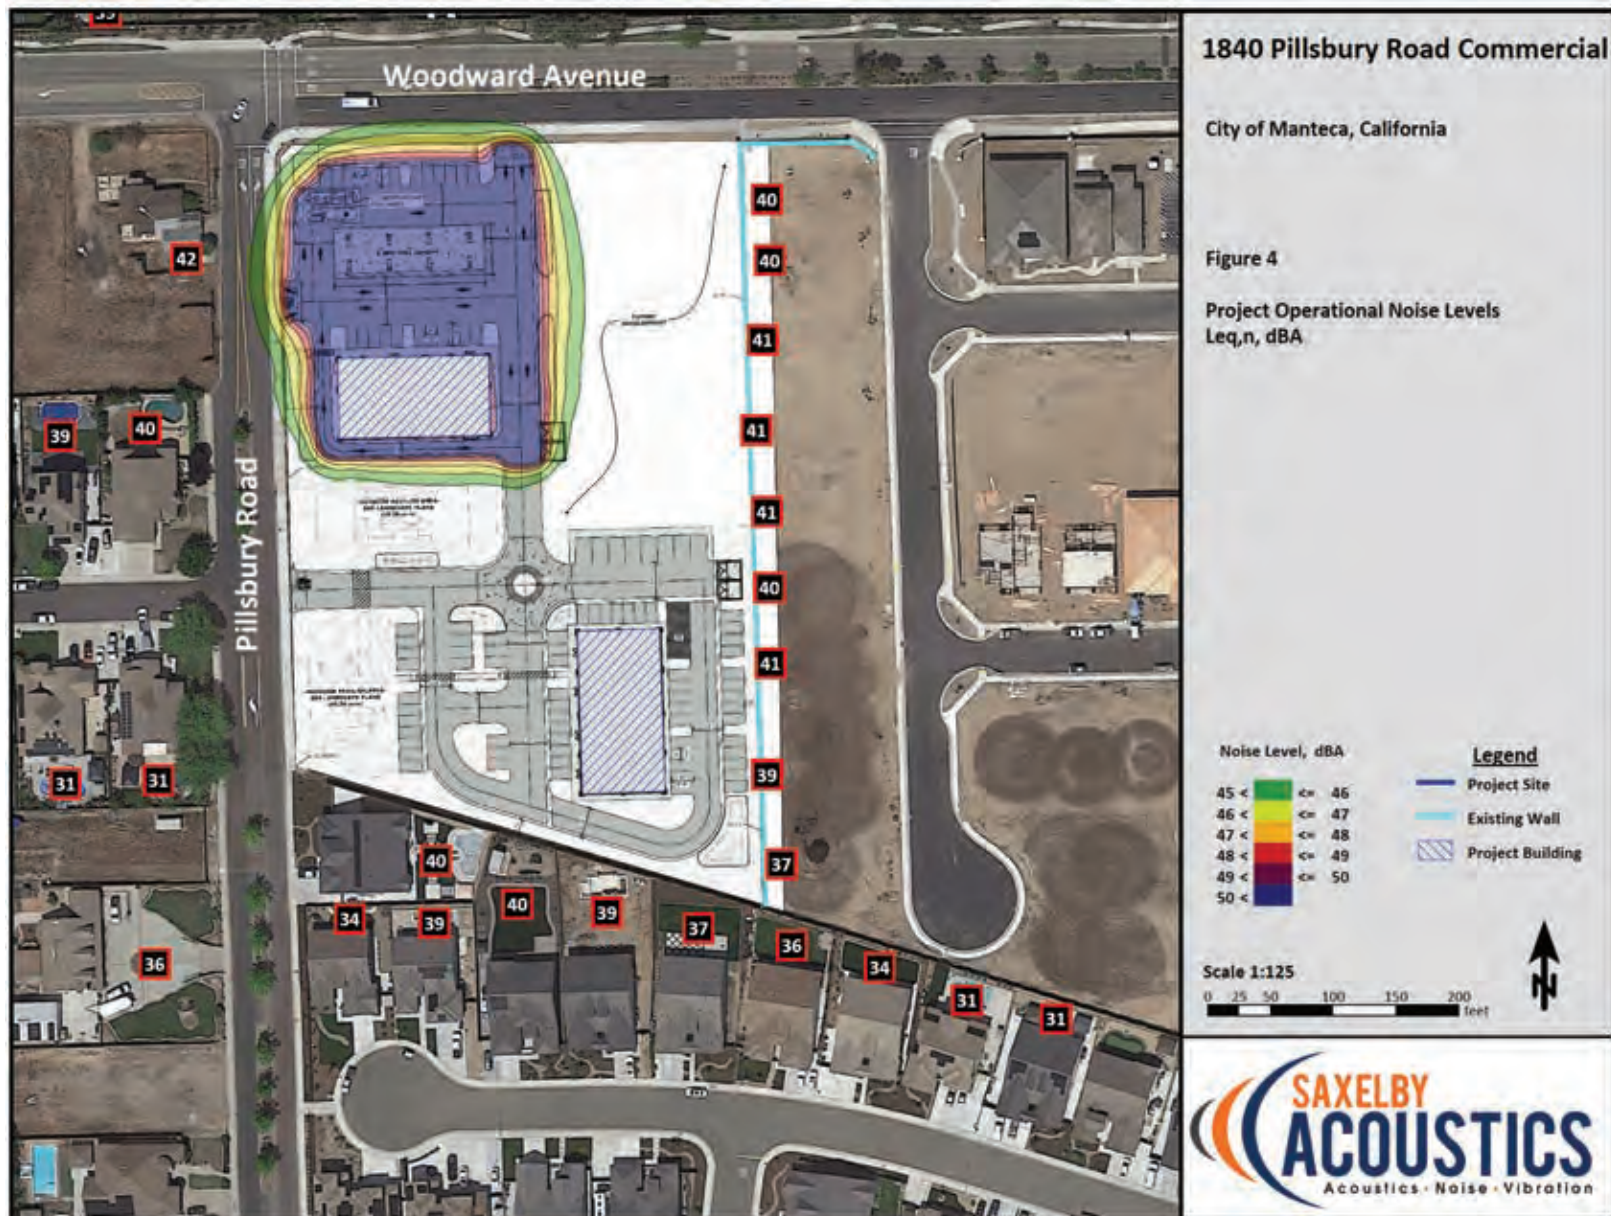 1840 Pillsbury Road Commercial
City of Manteca, California
Figure 4
Project Operational Noise Levels
Leq,n, dBA
Woodward Avenue
Pillsbury Road
42
39
40
31
31
36
40
40
41
41
41
40
41
39
37
40
34
39
40
39
37
36
34
31
31
Noise Level, dBA
45 < <= 46
46 < <= 47
47 < <= 48
48 < <= 49
49 < <= 50
50 <
Legend
Project Site
Existing Wall
Project Building
Scale 1:125
0 25 50 100 150 200
feet
N
SAXELBY
ACOUSTICS
Acoustics · Noise · Vibration